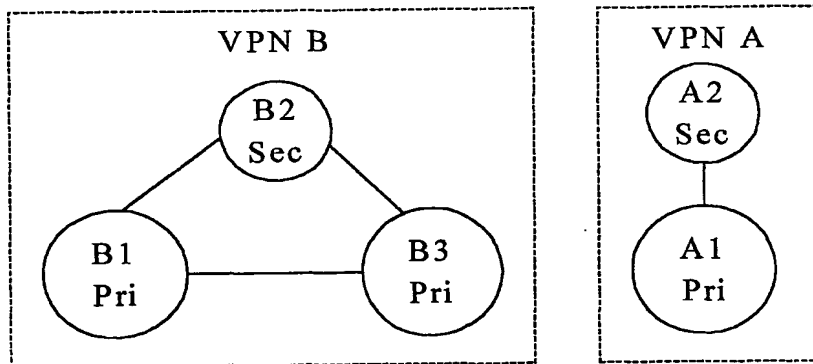 VPN B
B2
Sec
B1
Pri
B3
Pri
VPN A
A2
Sec
A1
Pri